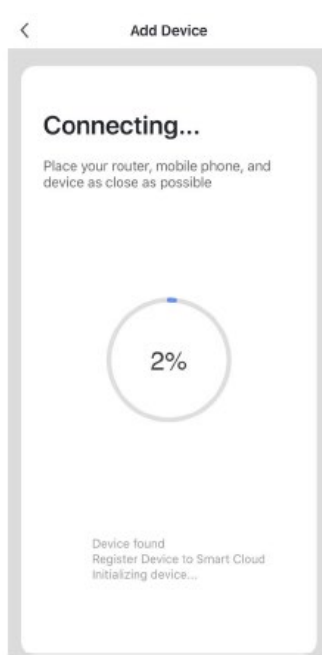 Add Device
Connecting...
Place your router, mobile phone, and
device as close as possible
2%
Device found
Register Device to Smart Cloud
Initializing device...